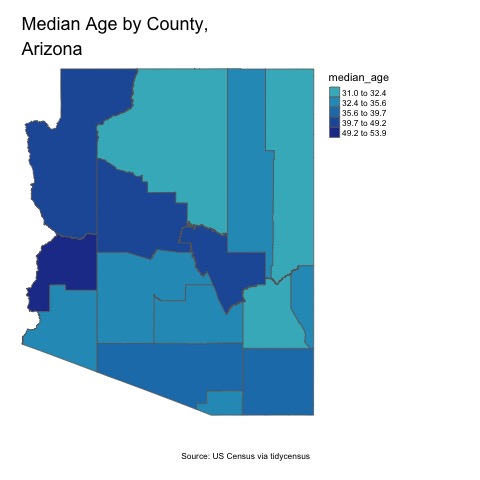 Median Age by County,
Arizona
median_age
31.0 to 32.4
32.4 to 35.6
35.6 to 39.7
39.7 to 49.2
49.2 to 53.9
Source: US Census via tidycensus